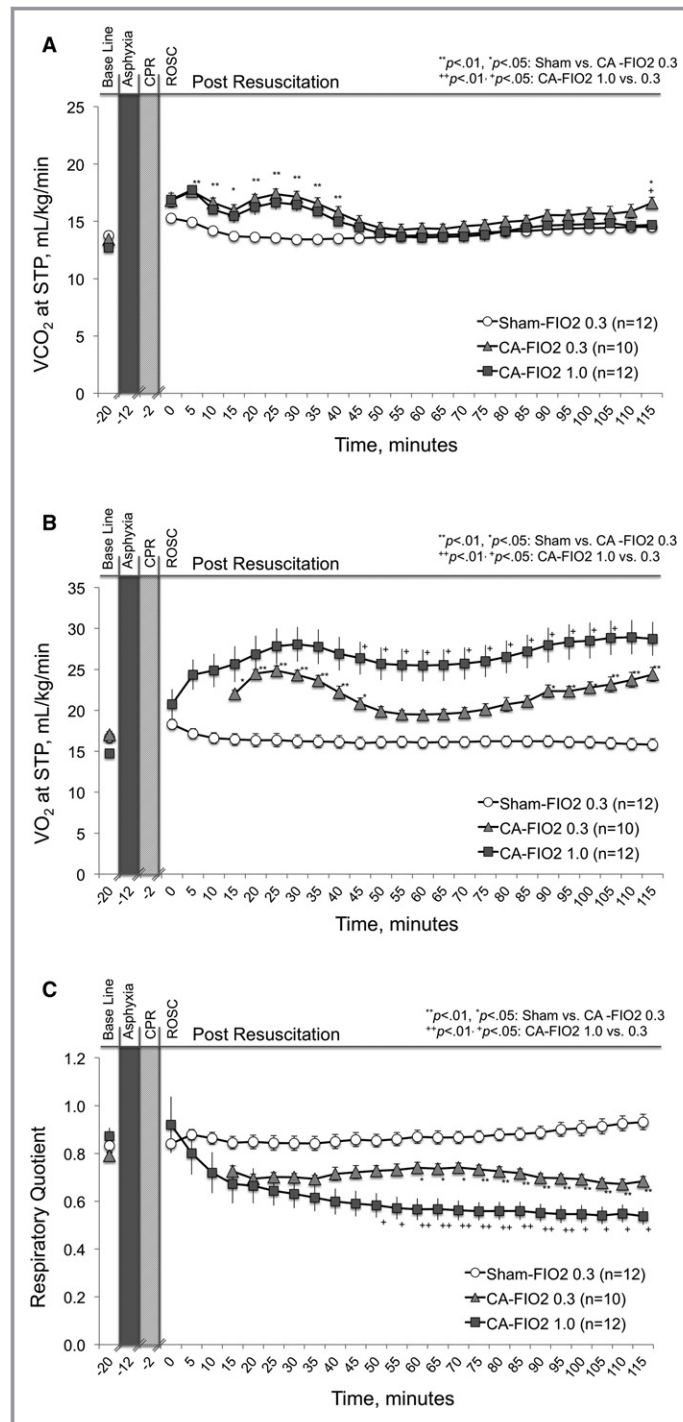 A
Base Line
Asphyxia
CPR
ROSC
Post Resuscitation
**p<.01, *p<.05: Sham vs. CA -FIO2 0.3
++p<.01, +p<.05: CA-FIO2 1.0 vs. 0.3
VCO2 at STP, mL/kg/min
25
20
15
10
5
0
** ** * ** ** ** ** ** *
+
Sham-FIO2 0.3 (n=12)
CA-FIO2 0.3 (n=10)
CA-FIO2 1.0 (n=12)
-20 -12 -2 0 5 10 15 20 25 30 35 40 45 50 55 60 65 70 75 80 85 90 95 100 105 110 115
Time, minutes
B
Base Line
Asphyxia
CPR
ROSC
Post Resuscitation
**p<.01, *p<.05: Sham vs. CA -FIO2 0.3
++p<.01, +p<.05: CA-FIO2 1.0 vs. 0.3
VO2 at STP, mL/kg/min
35
30
25
20
15
10
5
0
Sham-FIO2 0.3 (n=12)
CA-FIO2 0.3 (n=10)
CA-FIO2 1.0 (n=12)
-20 -12 -2 0 5 10 15 20 25 30 35 40 45 50 55 60 65 70 75 80 85 90 95 100 105 110 115
Time, minutes
C
Base Line
Asphyxia
CPR
ROSC
Post Resuscitation
**p<.01, *p<.05: Sham vs. CA -FIO2 0.3
++p<.01, +p<.05: CA-FIO2 1.0 vs. 0.3
Respiratory Quotient
1.2
1.0
0.8
0.6
0.4
0.2
0.0
Sham-FIO2 0.3 (n=12)
CA-FIO2 0.3 (n=10)
CA-FIO2 1.0 (n=12)
-20 -12 -2 0 5 10 15 20 25 30 35 40 45 50 55 60 65 70 75 80 85 90 95 100 105 110 115
Time, minutes